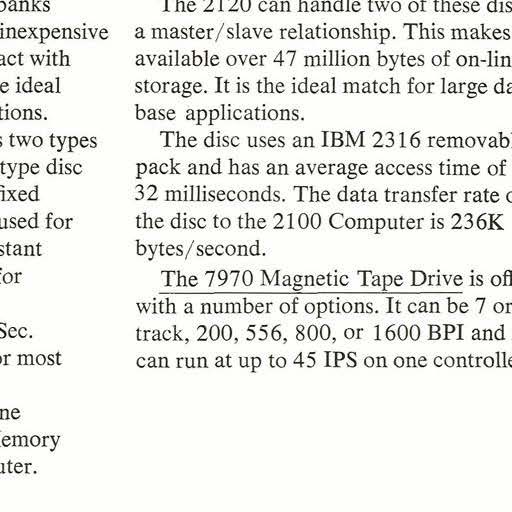 banks
inexpensive
act with
e ideal
tions.
s two types
type disc
fixed
used for
stant
for
Sec.
or most
ne
Memory
uter.
The 2120 can handle two of these dis
a master/slave relationship. This makes
available over 47 million bytes of on-lin
storage. It is the ideal match for large da
base applications.
The disc uses an IBM 2316 removab
pack and has an average access time of
32 milliseconds. The data transfer rate o
the disc to the 2100 Computer is 236K
bytes/second.
The 7970 Magnetic Tape Drive is off
with a number of options. It can be 7 or
track, 200, 556, 800, or 1600 BPI and
can run at up to 45 IPS on one controlle